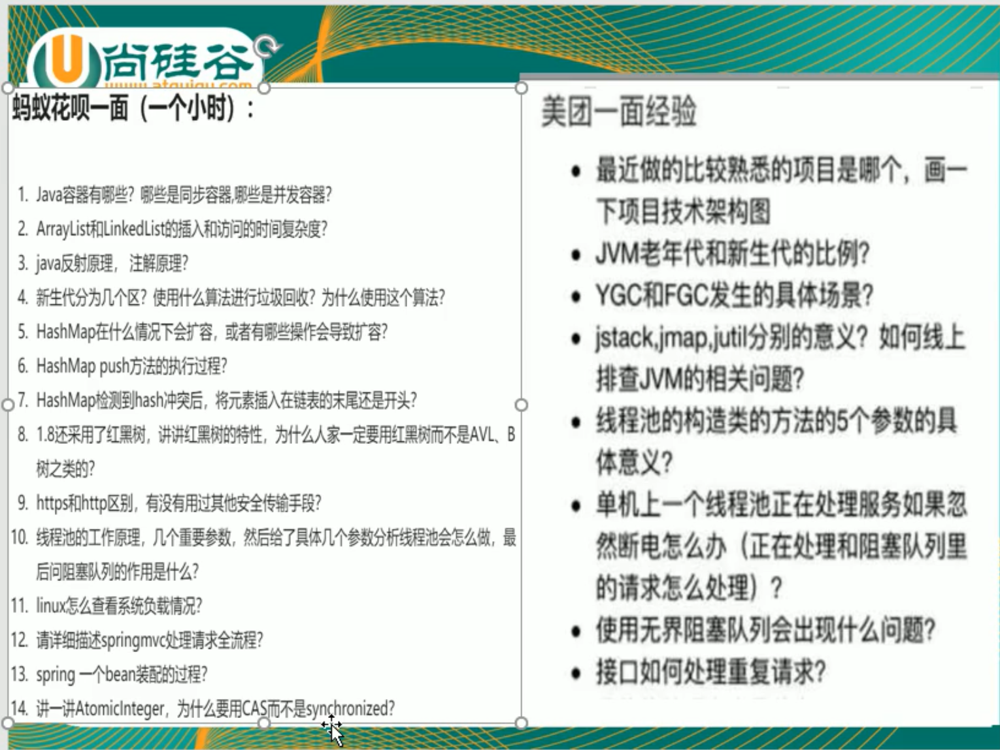 尚硅谷
www.atguigu.com
蚂蚁花呗一面（一个小时）：
1. Java容器有哪些？哪些是同步容器,哪些是并发容器？
2. ArrayList和LinkedList的插入和访问的时间复杂度？
3. java反射原理， 注解原理？
4. 新生代分为几个区？使用什么算法进行垃圾回收？为什么使用这个算法？
5. HashMap在什么情况下会扩容，或者有哪些操作会导致扩容？
6. HashMap push方法的执行过程？
7. HashMap检测到hash冲突后，将元素插入在链表的末尾还是开头？
8. 1.8还采用了红黑树，讲讲红黑树的特性，为什么人家一定要用红黑树而不是AVL、B
树之类的？
9. https和http区别，有没有用过其他安全传输手段？
10. 线程池的工作原理，几个重要参数，然后给了具体几个参数分析线程池会怎么做，最
后问阻塞队列的作用是什么？
11. linux怎么查看系统负载情况？
12. 请详细描述springmvc处理请求全流程？
13. spring 一个bean装配的过程？
14. 讲一讲AtomicInteger，为什么要用CAS而不是synchronized？
美团一面经验
• 最近做的比较熟悉的项目是哪个，画一
下项目技术架构图
• JVM老年代和新生代的比例？
• YGC和FGC发生的具体场景？
• jstack,jmap,jutil分别的意义？如何线上
排查JVM的相关问题？
• 线程池的构造类的方法的5个参数的具
体意义？
• 单机上一个线程池正在处理服务如果忽
然断电怎么办（正在处理和阻塞队列里
的请求怎么处理）？
• 使用无界阻塞队列会出现什么问题？
• 接口如何处理重复请求？